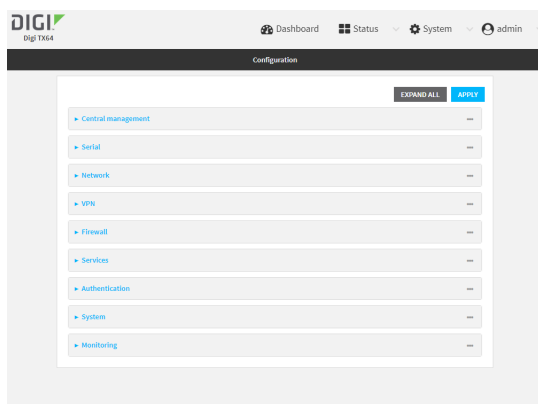 DIGI
Digi TX64
Dashboard Status System admin
Configuration
EXPAND ALL APPLY
Central management
Serial
Network
VPN
Firewall
Services
Authentication
System
Monitoring